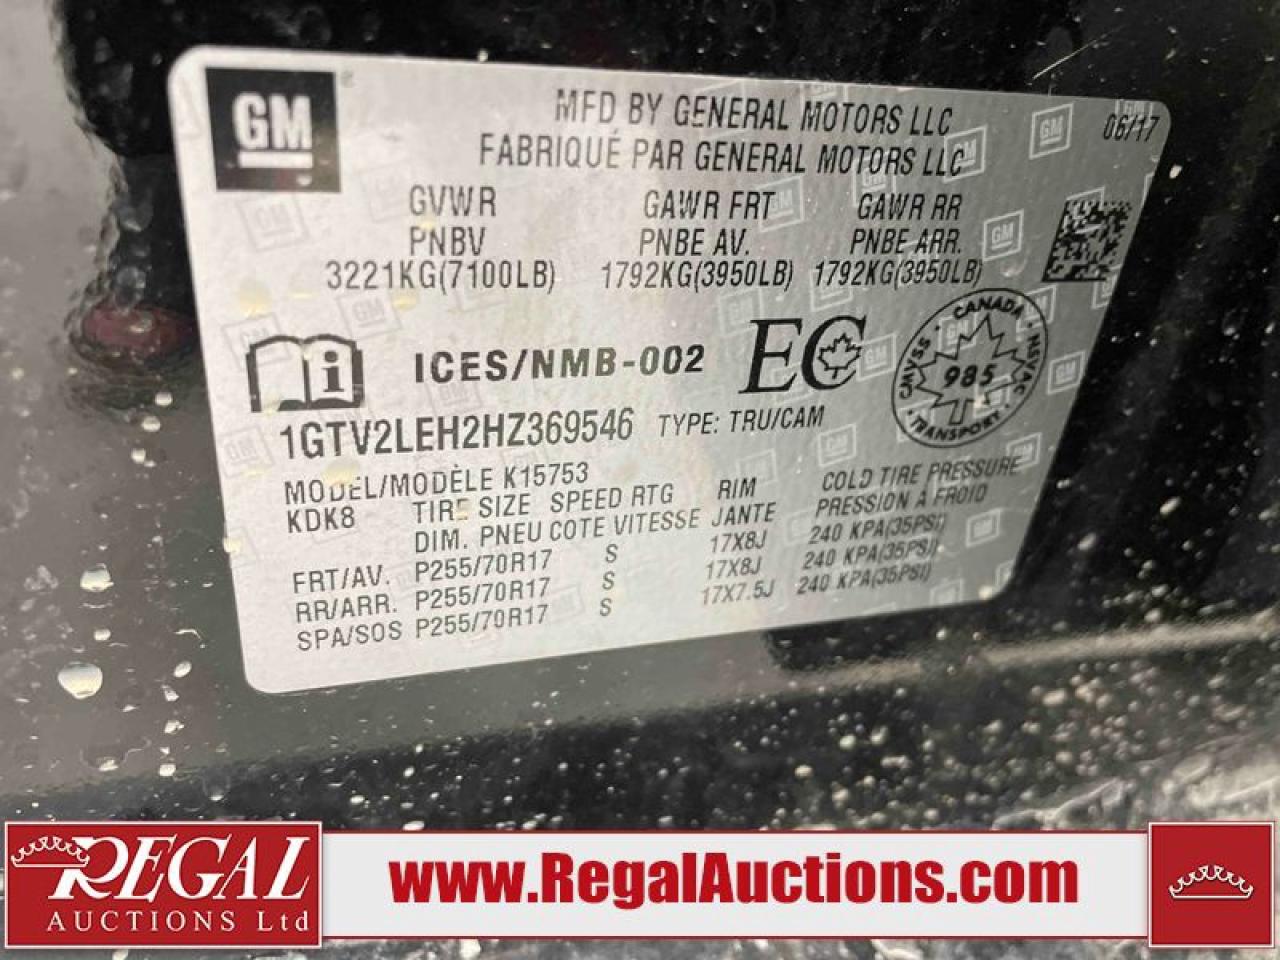 GM
MFD BY GENERAL MOTORS LLC
06/17
FABRIQUÉ PAR GENERAL MOTORS LLC
GVWR GAWR FRT GAWR RR
PNBV PNBE AV. PNBE ARR.
3221KG(7100LB) 1792KG(3950LB) 1792KG(3950LB)
ICES/NMB-002 EC
CANADA
CMVSS NSVAC
985
TRANSPORT
1GTV2LEH2HZ369546 TYPE: TRU/CAM
MODEL/MODÈLE K15753
KDK8 TIRE SIZE SPEED RTG RIM COLD TIRE PRESSURE
DIM. PNEU COTE VITESSE JANTE PRESSION À FROID
FRT/AV. P255/70R17 S 17X8J 240 KPA(35PSI)
RR/ARR. P255/70R17 S 17X8J 240 KPA(35PSI)
SPA/SOS P255/70R17 S 17X7.5J 240 KPA(35PSI)
REGAL
AUCTIONS Ltd
www.RegalAuctions.com